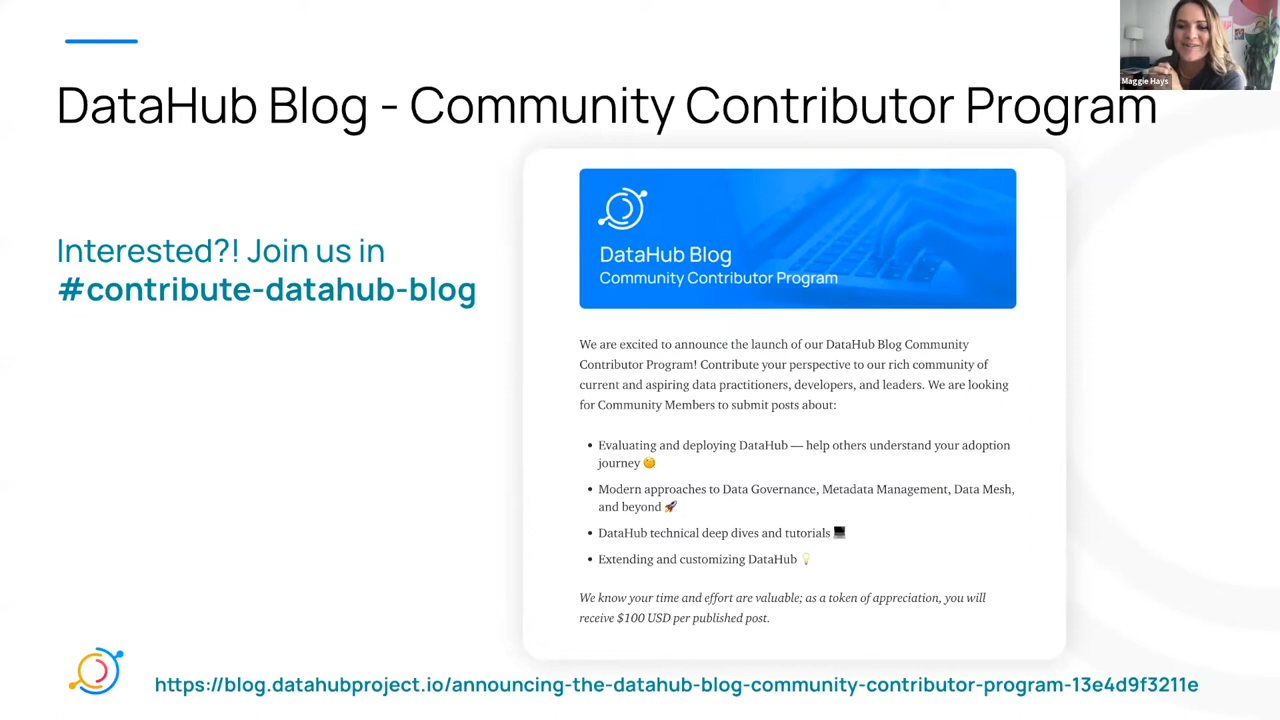 Maggie Hays
DataHub Blog - Community Contributor Program
Interested?! Join us in
#contribute-datahub-blog
DataHub Blog
Community Contributor Program
We are excited to announce the launch of our DataHub Blog Community
Contributor Program! Contribute your perspective to our rich community of
current and aspiring data practitioners, developers, and leaders. We are looking
for Community Members to submit posts about:
• Evaluating and deploying DataHub — help others understand your adoption
journey 🧐
• Modern approaches to Data Governance, Metadata Management, Data Mesh,
and beyond 🚀
• DataHub technical deep dives and tutorials 💻
• Extending and customizing DataHub 💡
We know your time and effort are valuable; as a token of appreciation, you will
receive $100 USD per published post.
https://blog.datahubproject.io/announcing-the-datahub-blog-community-contributor-program-13e4d9f3211e